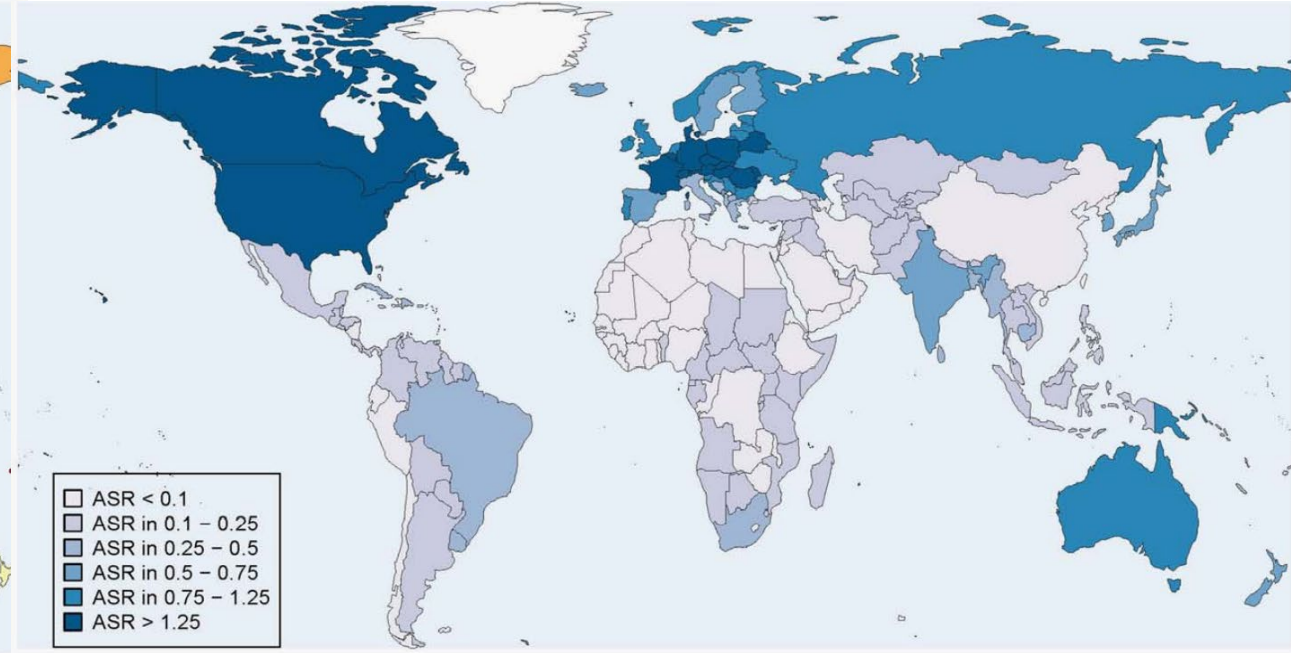 ASR < 0.1
ASR in 0.1 − 0.25
ASR in 0.25 − 0.5
ASR in 0.5 − 0.75
ASR in 0.75 − 1.25
ASR > 1.25